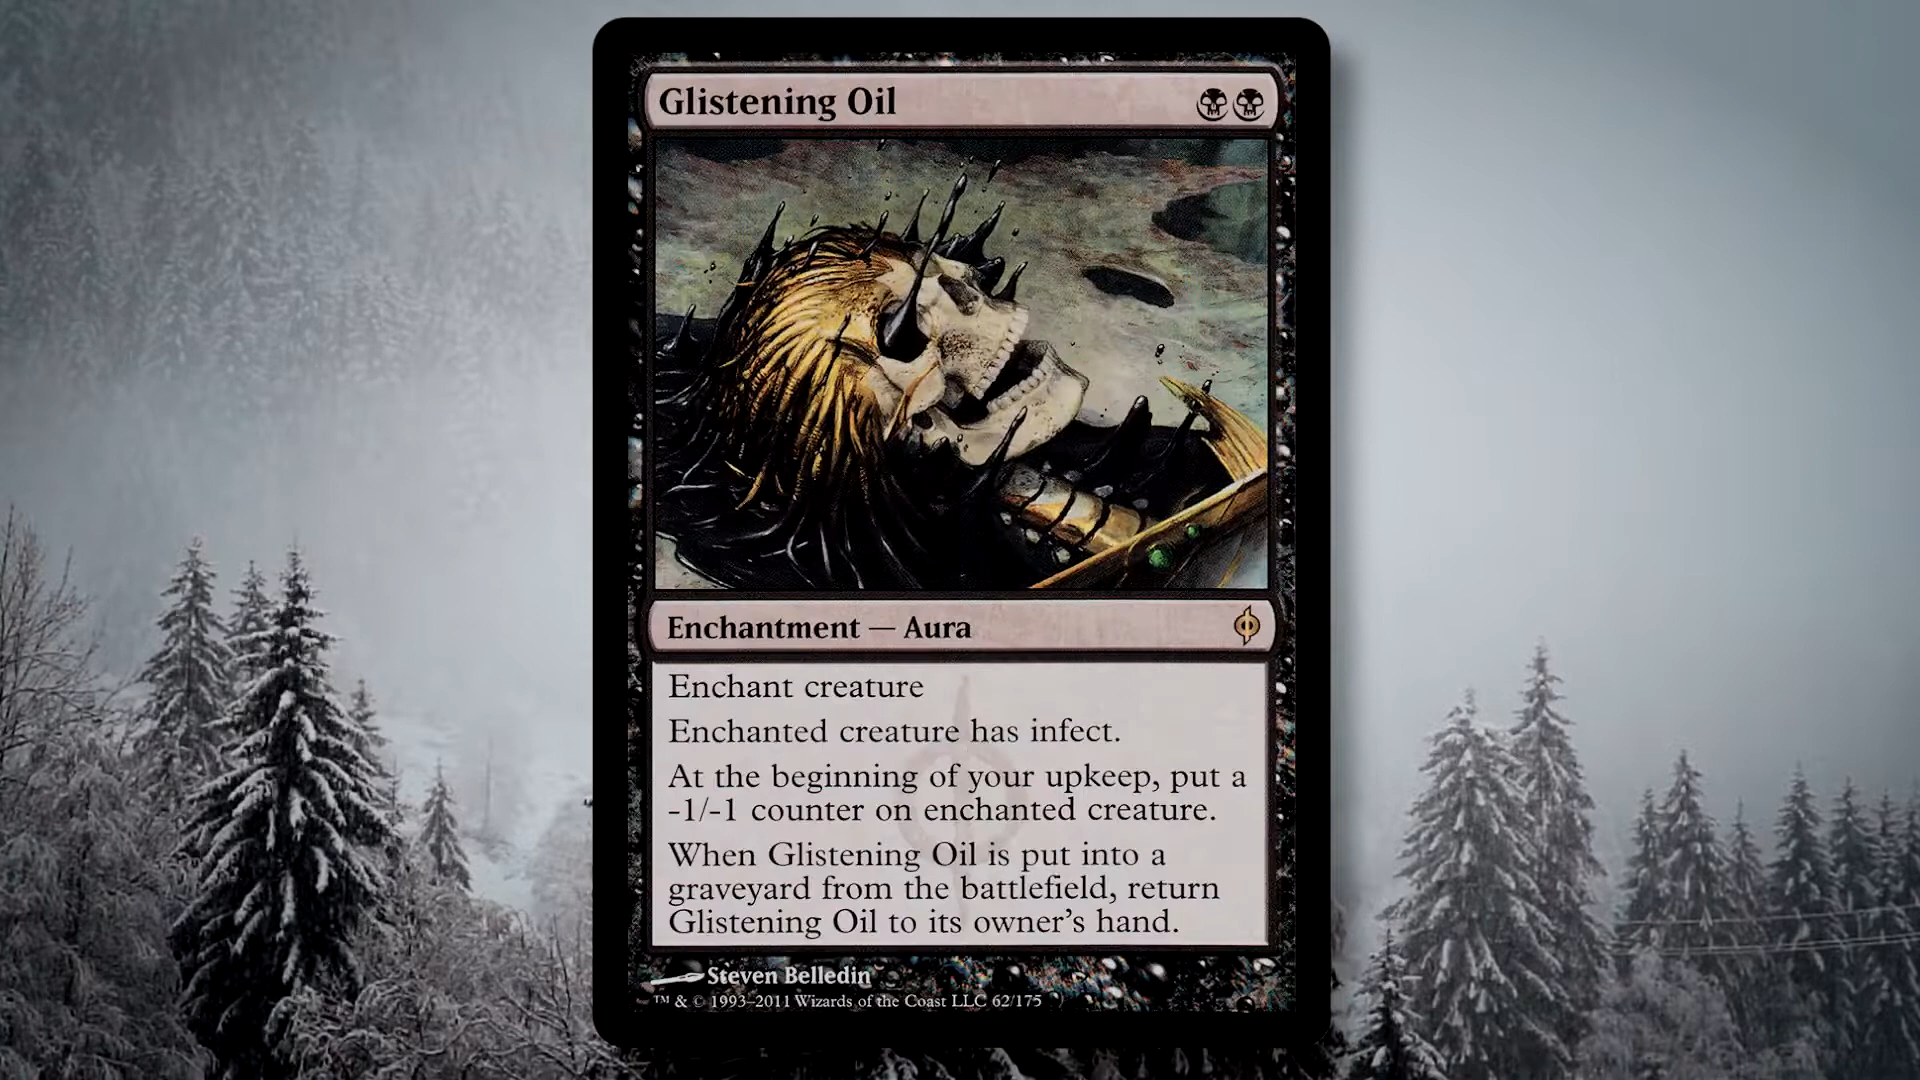 Glistening Oil
Enchantment — Aura
Enchant creature
Enchanted creature has infect.
At the beginning of your upkeep, put a
-1/-1 counter on enchanted creature.
When Glistening Oil is put into a
graveyard from the battlefield, return
Glistening Oil to its owner's hand.
Steven Belledin
™ & © 1993–2011 Wizards of the Coast LLC 62/175